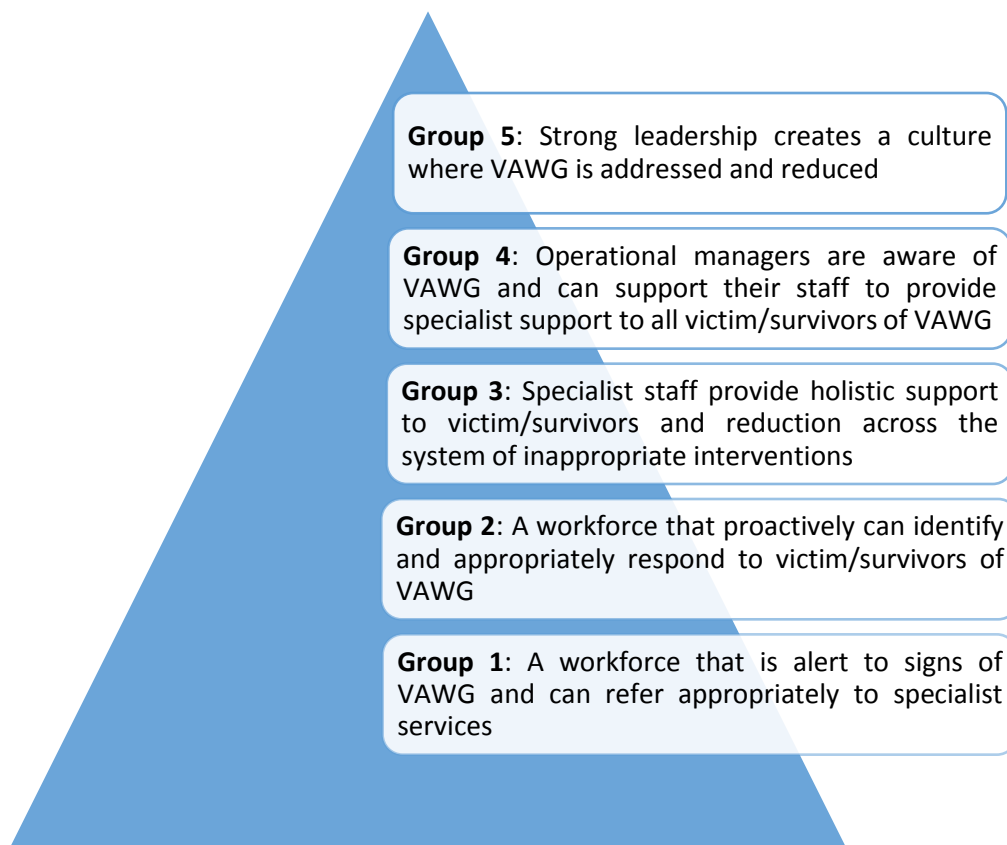 Group 5: Strong leadership creates a culture
where VAWG is addressed and reduced
Group 4: Operational managers are aware of
VAWG and can support their staff to provide
specialist support to all victim/survivors of VAWG
Group 3: Specialist staff provide holistic support
to victim/survivors and reduction across the
system of inappropriate interventions
Group 2: A workforce that proactively can identify
and appropriately respond to victim/survivors of
VAWG
Group 1: A workforce that is alert to signs of
VAWG and can refer appropriately to specialist
services